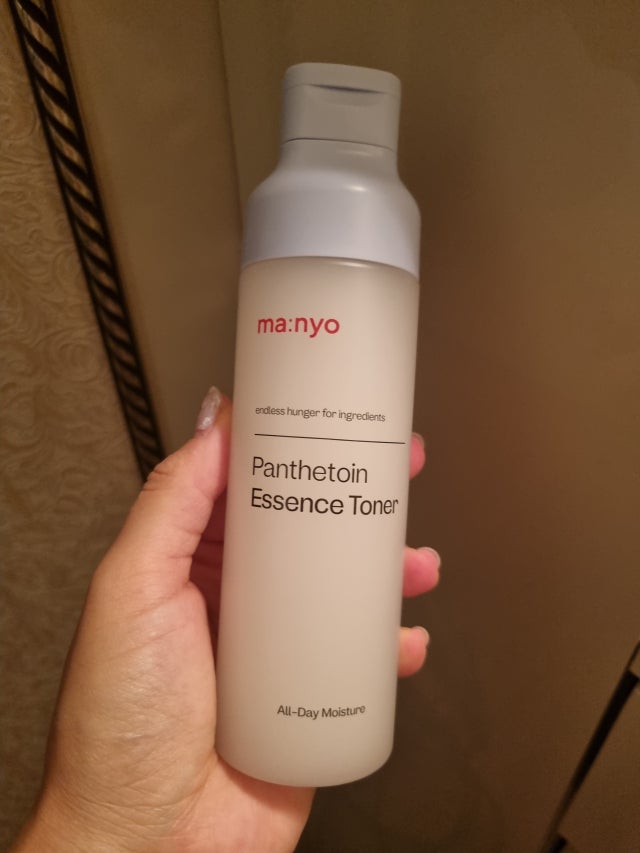 ma:nyo
endless hunger for ingredients
Panthetoin
Essence Toner
All-Day Moisture